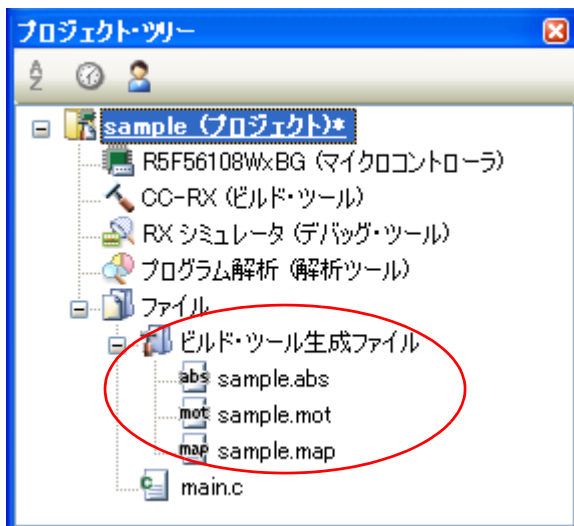 プロジェクト・ツリー
sample (プロジェクト)*
R5F56108WxBG (マイクロコントローラ)
CC-RX (ビルド・ツール)
RX シミュレータ (デバッグ・ツール)
プログラム解析 (解析ツール)
ファイル
ビルド・ツール生成ファイル
abs sample.abs
mot sample.mot
map sample.map
c main.c